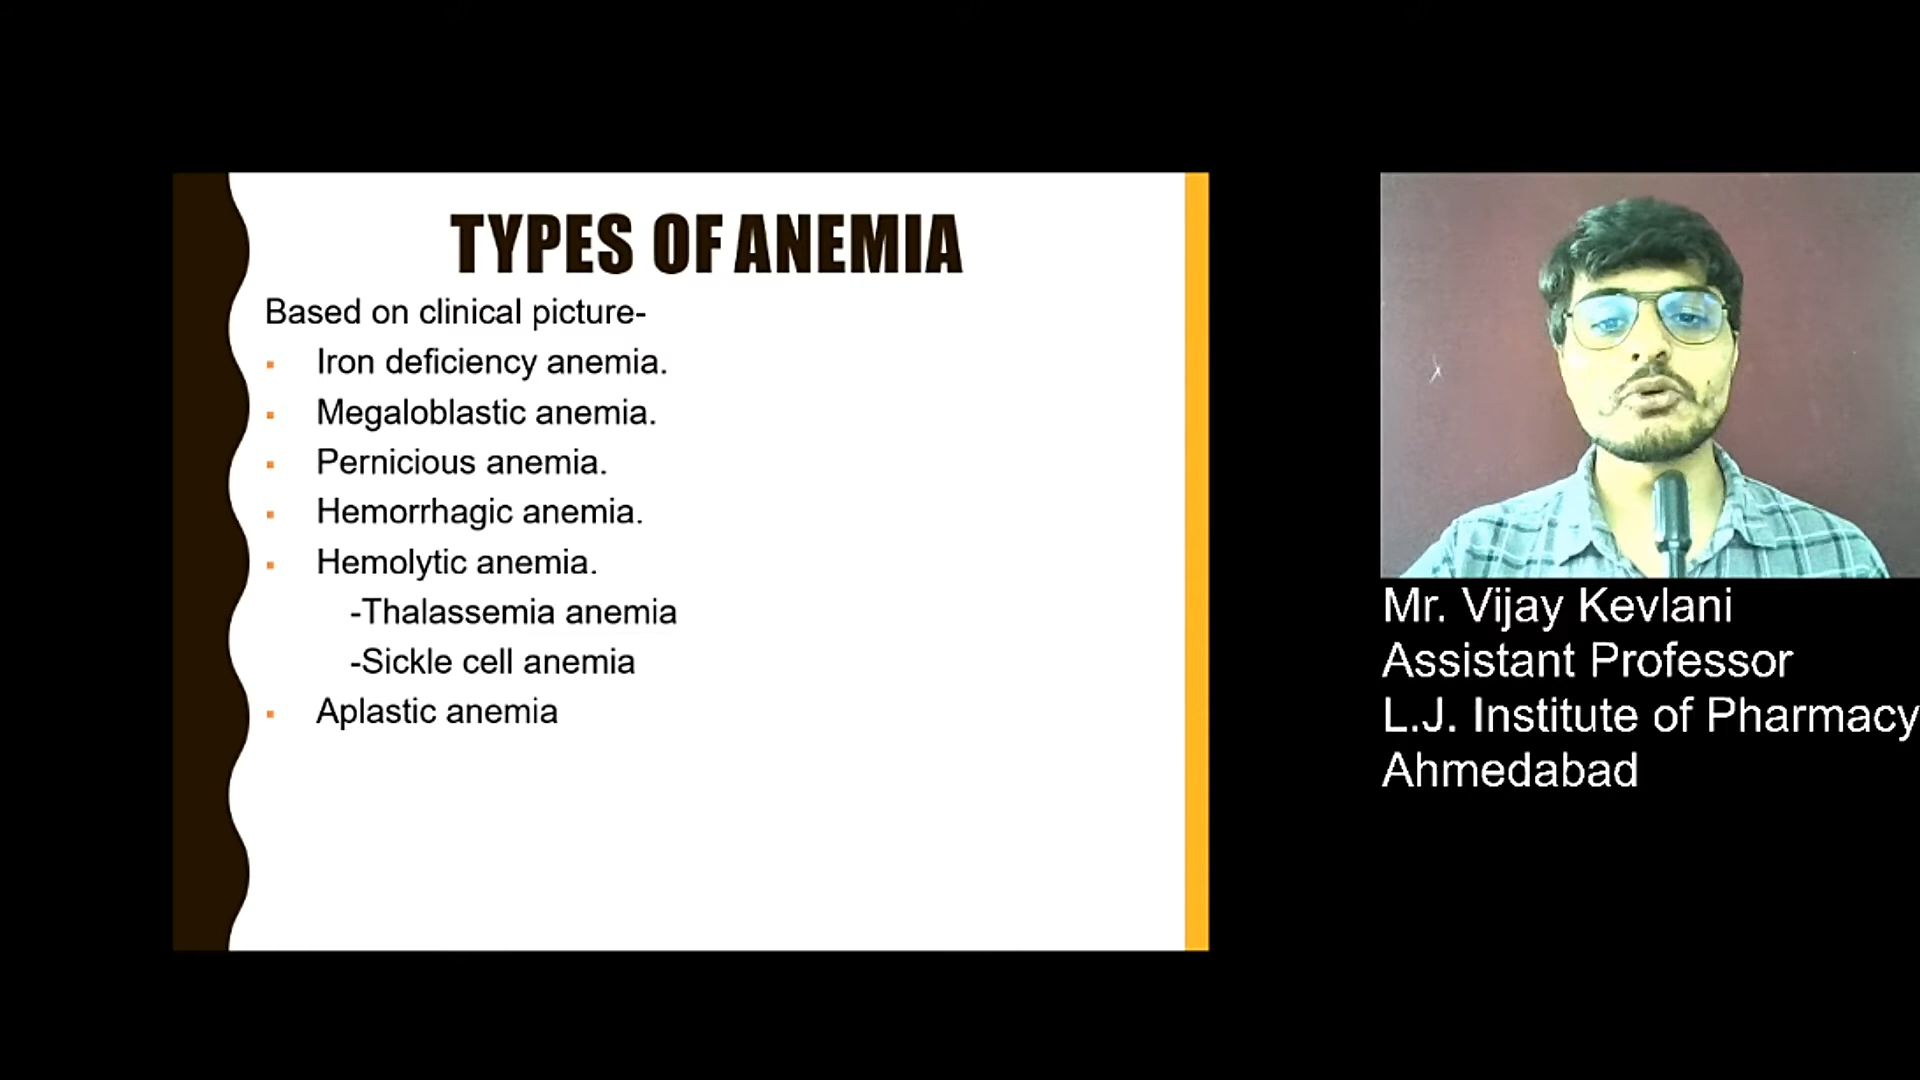 TYPES OF ANEMIA
Based on clinical picture-
▪ Iron deficiency anemia.
▪ Megaloblastic anemia.
▪ Pernicious anemia.
▪ Hemorrhagic anemia.
▪ Hemolytic anemia.
-Thalassemia anemia
-Sickle cell anemia
▪ Aplastic anemia
Mr. Vijay Kevlani
Assistant Professor
L.J. Institute of Pharmacy
Ahmedabad